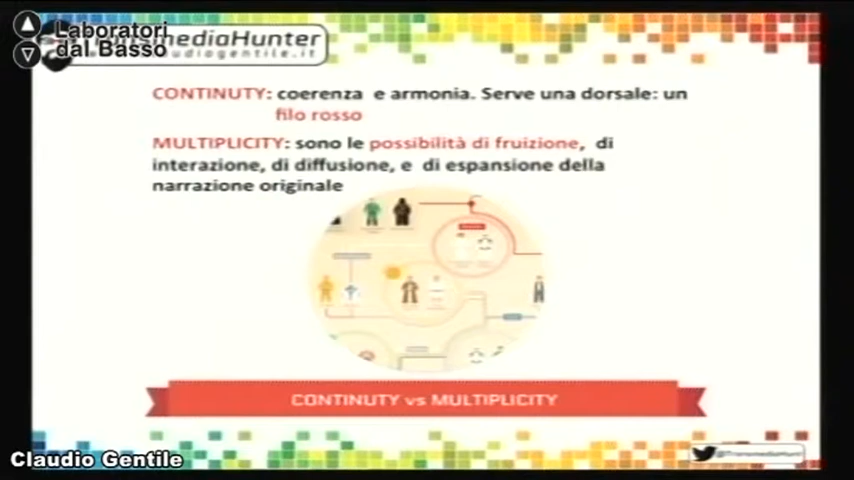 Laboratori
dal Basso
mediaHunter
CONTINUTY: coerenza e armonia. Serve una dorsale: un
filo rosso
MULTIPLICITY: sono le possibilità di fruizione, di
interazione, di diffusione, e di espansione della
narrazione originale
CONTINUTY vs MULTIPLICITY
Claudio Gentile